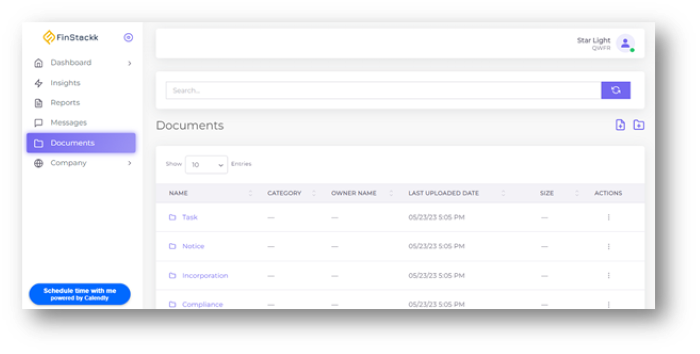 FinStackk
Star Light
QWFR
Dashboard
Insights
Reports
Messages
Documents
Company
Schedule time with me
powered by Calendly
Search...
Documents
Show 10 Entries
NAME CATEGORY OWNER NAME LAST UPLOADED DATE SIZE ACTIONS
Task — — 05/23/23 5:05 PM —
Notice — — 05/23/23 5:05 PM —
Incorporation — — 05/23/23 5:05 PM —
Compliance — — 05/23/23 5:05 PM —